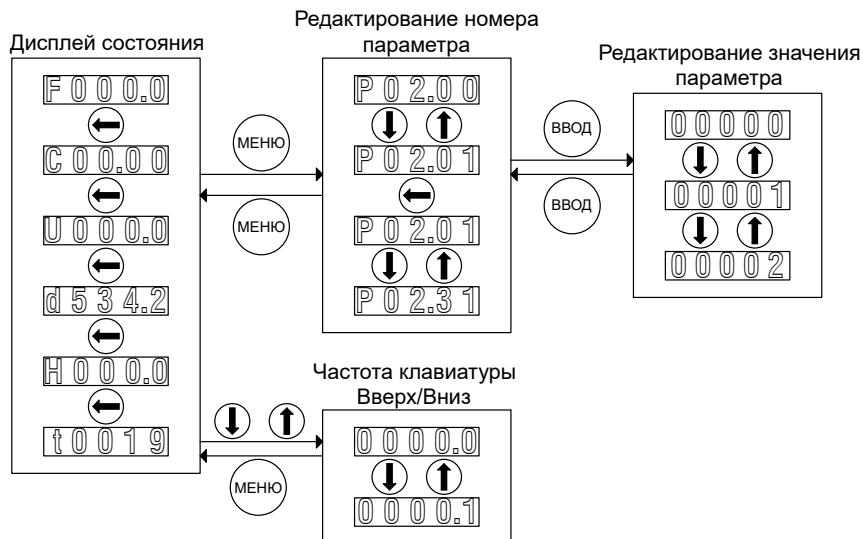 Дисплей состояния
F000.0
C00.00
U000.0
d534.2
H000.0
t0019
МЕНЮ
МЕНЮ
Редактирование номера
параметра
P02.00
P02.01
P02.01
P02.31
ВВОД
ВВОД
Редактирование значения
параметра
00000
00001
00002
МЕНЮ
Частота клавиатуры
Вверх/Вниз
0000.0
0000.1